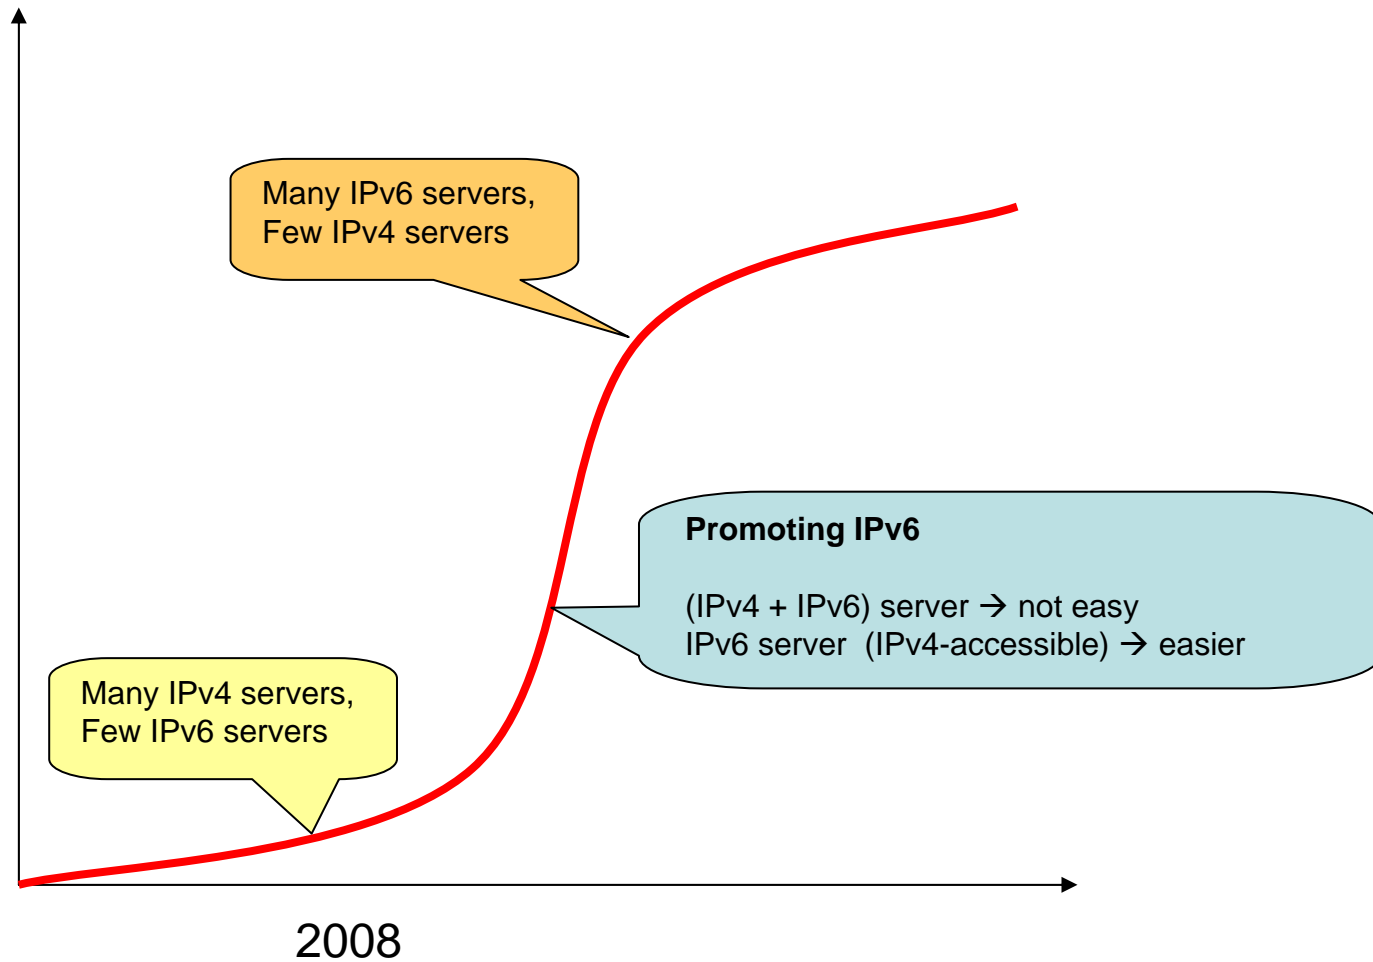 Many IPv6 servers,
Few IPv4 servers
Promoting IPv6
(IPv4 + IPv6) server → not easy
IPv6 server (IPv4-accessible) → easier
Many IPv4 servers,
Few IPv6 servers
2008